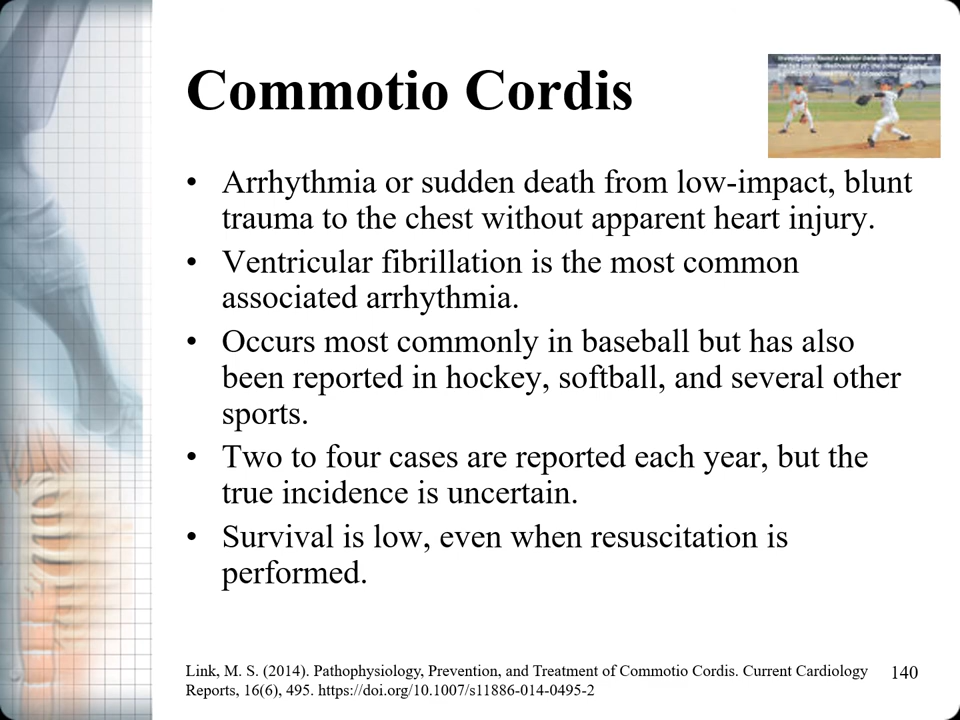 Commotio Cordis
• Arrhythmia or sudden death from low-impact, blunt
trauma to the chest without apparent heart injury.
• Ventricular fibrillation is the most common
associated arrhythmia.
• Occurs most commonly in baseball but has also
been reported in hockey, softball, and several other
sports.
• Two to four cases are reported each year, but the
true incidence is uncertain.
• Survival is low, even when resuscitation is
performed.
Link, M. S. (2014). Pathophysiology, Prevention, and Treatment of Commotio Cordis. Current Cardiology
Reports, 16(6), 495. https://doi.org/10.1007/s11886-014-0495-2
140